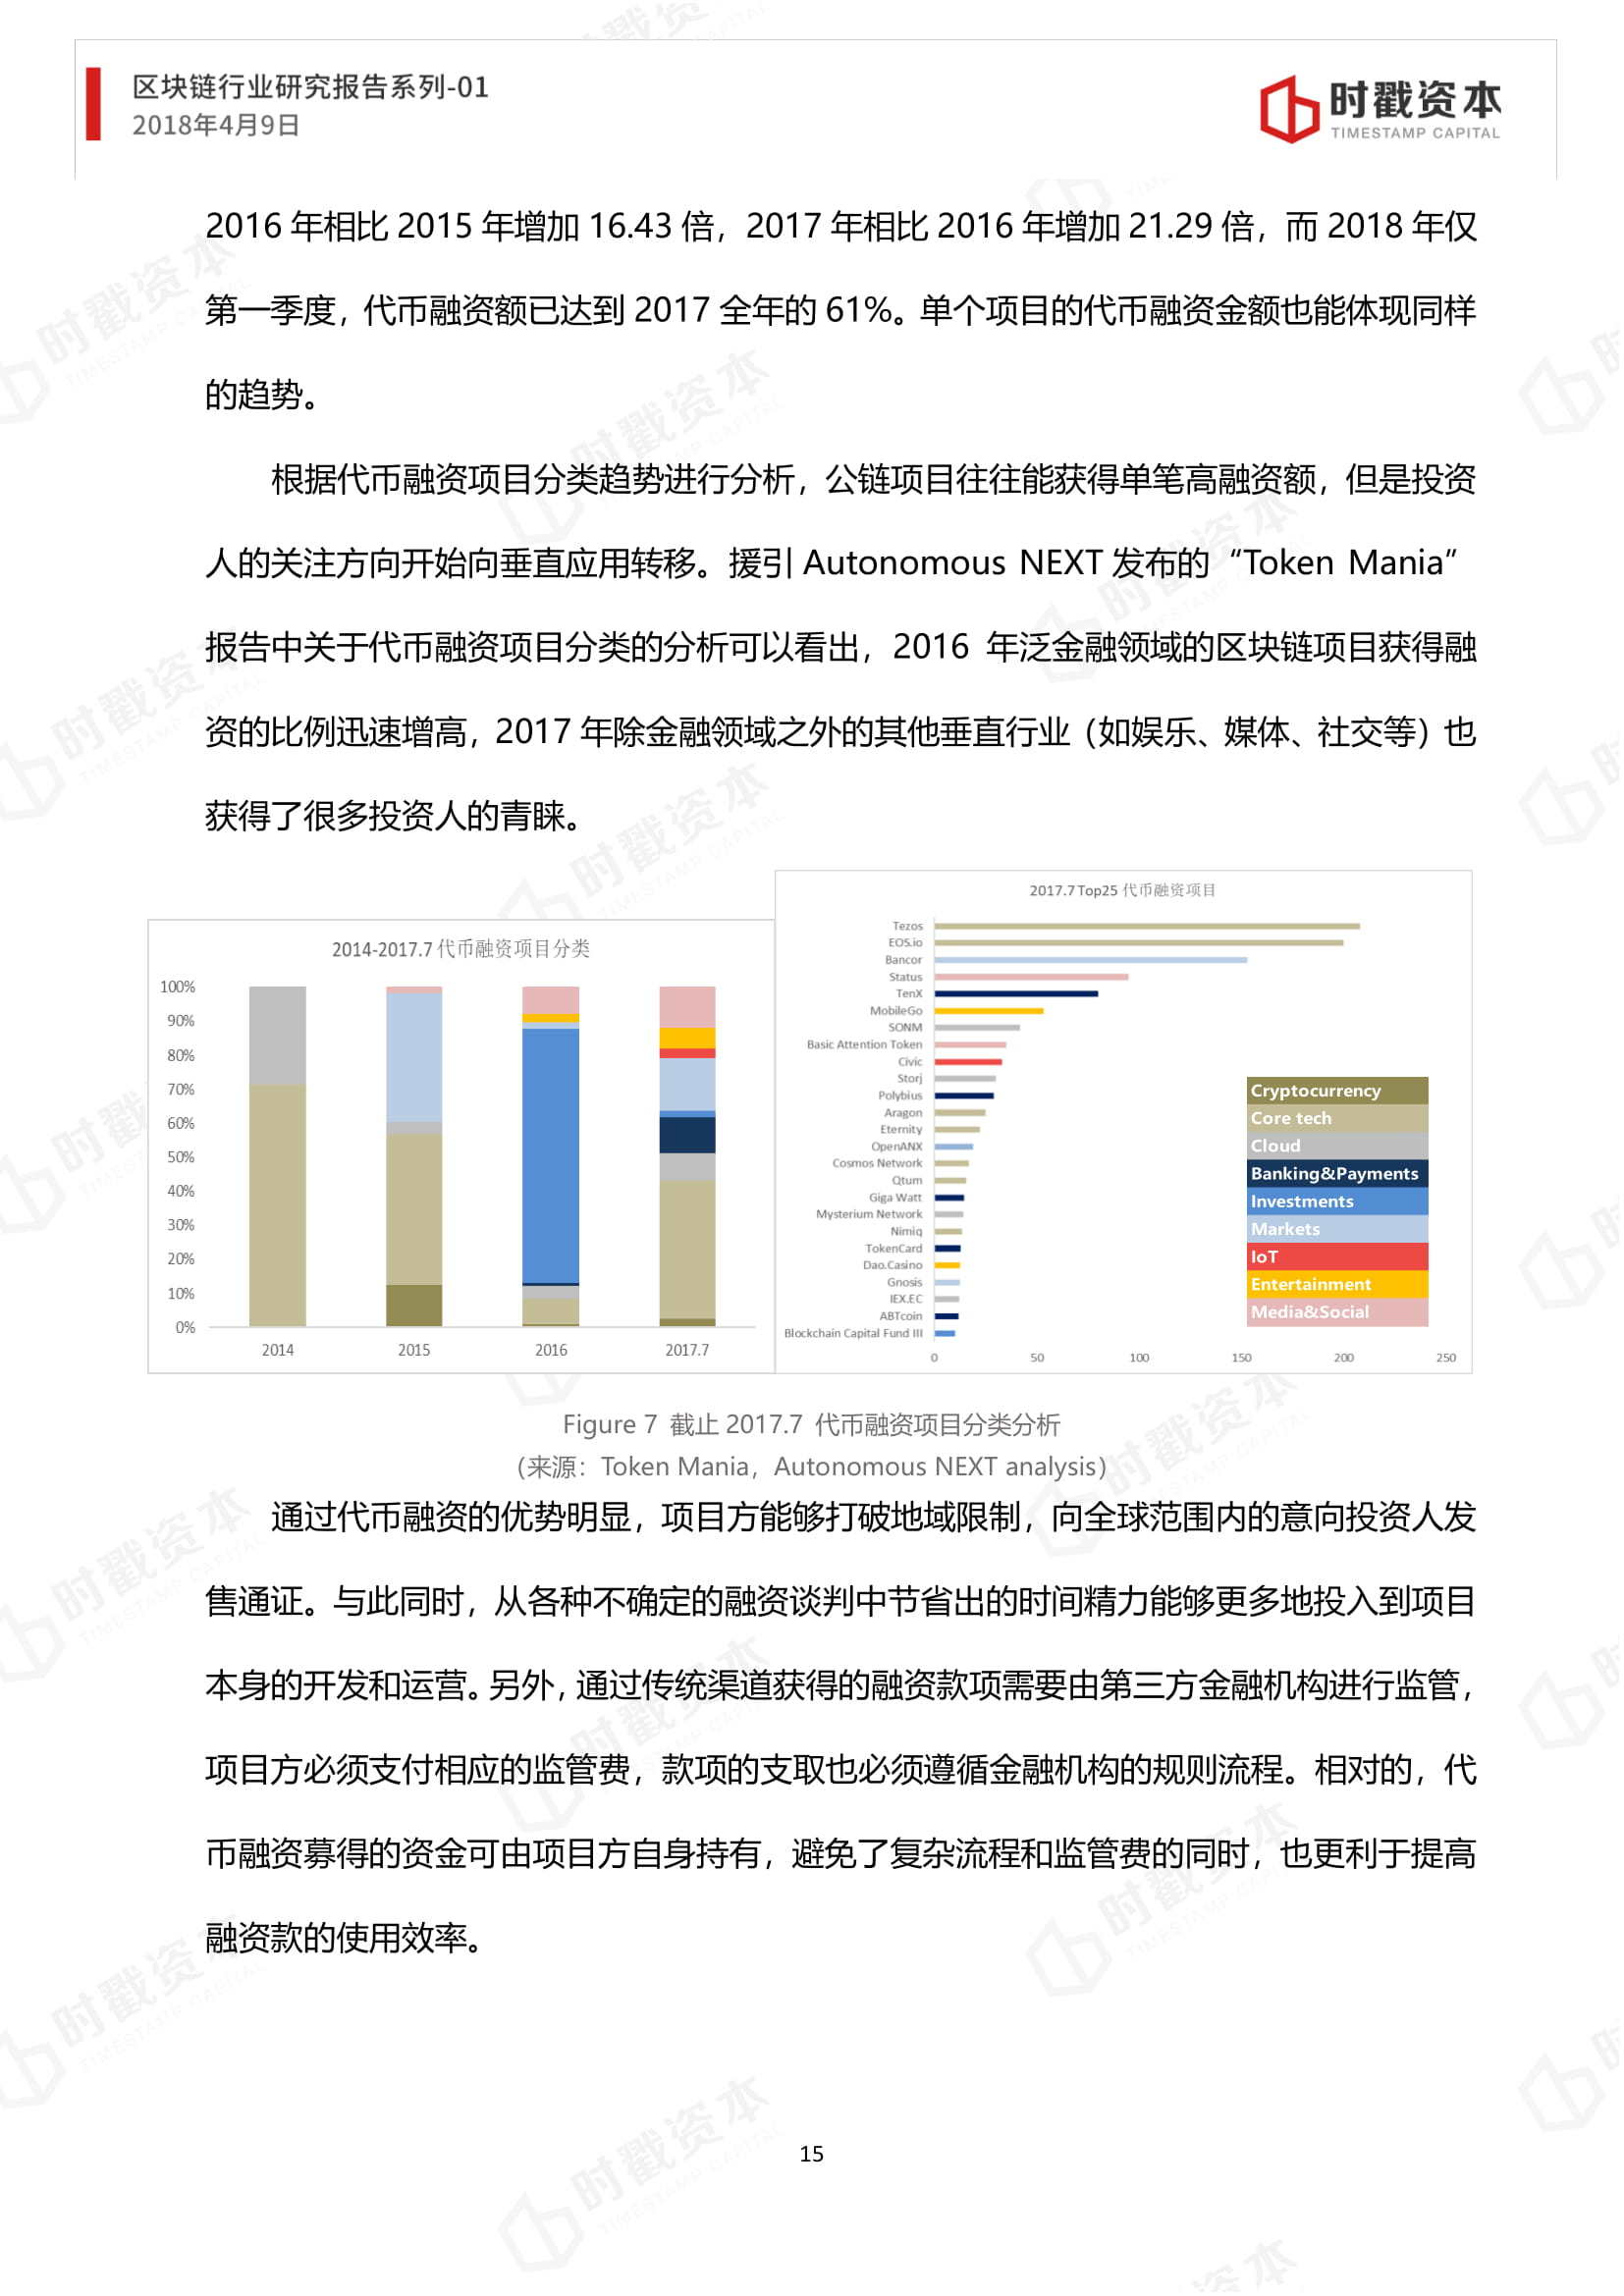 区块链行业研究报告系列-01
2018年4月9日
时戳资本
TIMESTAMP CAPITAL
2016 年相比 2015 年增加 16.43 倍，2017 年相比 2016 年增加 21.29 倍，而 2018 年仅
第一季度，代币融资额已达到 2017 全年的 61%。单个项目的代币融资金额也能体现同样
的趋势。
根据代币融资项目分类趋势进行分析，公链项目往往能获得单笔高融资额，但是投资
人的关注方向开始向垂直应用转移。援引 Autonomous NEXT 发布的“Token Mania”
报告中关于代币融资项目分类的分析可以看出，2016 年泛金融领域的区块链项目获得融
资的比例迅速增高，2017 年除金融领域之外的其他垂直行业（如娱乐、媒体、社交等）也
获得了很多投资人的青睐。
2014-2017.7 代币融资项目分类
100%
90%
80%
70%
60%
50%
40%
30%
20%
10%
0%
2014 2015 2016 2017.7
2017.7 Top25 代币融资项目
Tezos
EOS.io
Bancor
Status
TenX
MobileGo
SONM
Basic Attention Token
Civic
Storj
Polybius
Aragon
Eternity
OpenANX
Cosmos Network
Qtum
Giga Watt
Mysterium Network
Nimiq
TokenCard
Dao.Casino
Gnosis
IEX.EC
ABTcoin
Blockchain Capital Fund III
0 50 100 150 200 250
Cryptocurrency
Core tech
Cloud
Banking&Payments
Investments
Markets
IoT
Entertainment
Media&Social
Figure 7 截止 2017.7 代币融资项目分类分析
（来源：Token Mania，Autonomous NEXT analysis）
通过代币融资的优势明显，项目方能够打破地域限制，向全球范围内的意向投资人发
售通证。与此同时，从各种不确定的融资谈判中节省出的时间精力能够更多地投入到项目
本身的开发和运营。另外，通过传统渠道获得的融资款项需要由第三方金融机构进行监管，
项目方必须支付相应的监管费，款项的支取也必须遵循金融机构的规则流程。相对的，代
币融资募得的资金可由项目方自身持有，避免了复杂流程和监管费的同时，也更利于提高
融资款的使用效率。
15